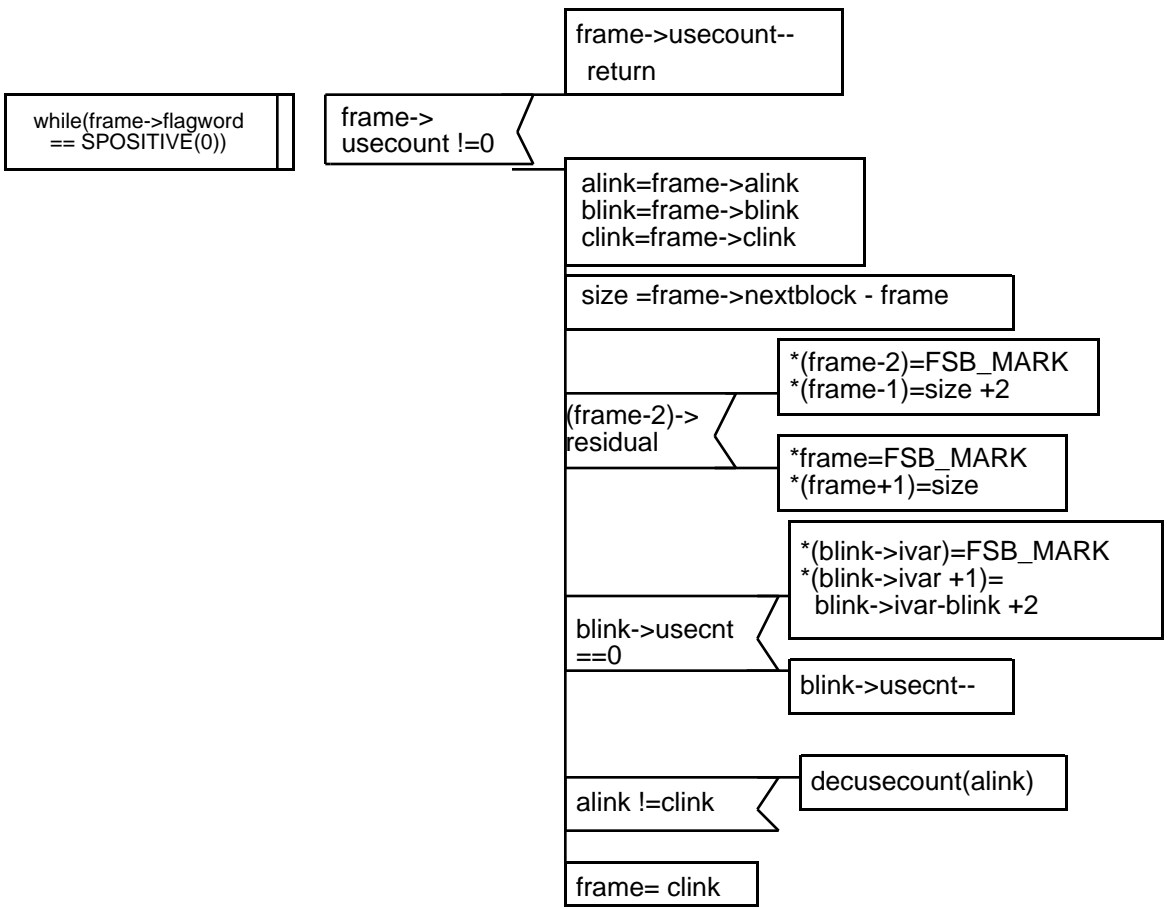 frame->usecount--
return
while(frame->flagword
== SPOSITIVE(0))
frame->
usecount !=0
alink=frame->alink
blink=frame->blink
clink=frame->clink
size =frame->nextblock - frame
*(frame-2)=FSB_MARK
*(frame-1)=size +2
(frame-2)->
residual
*frame=FSB_MARK
*(frame+1)=size
*(blink->ivar)=FSB_MARK
*(blink->ivar +1)=
blink->ivar-blink +2
blink->usecnt
==0
blink->usecnt--
decusecount(alink)
alink !=clink
frame= clink